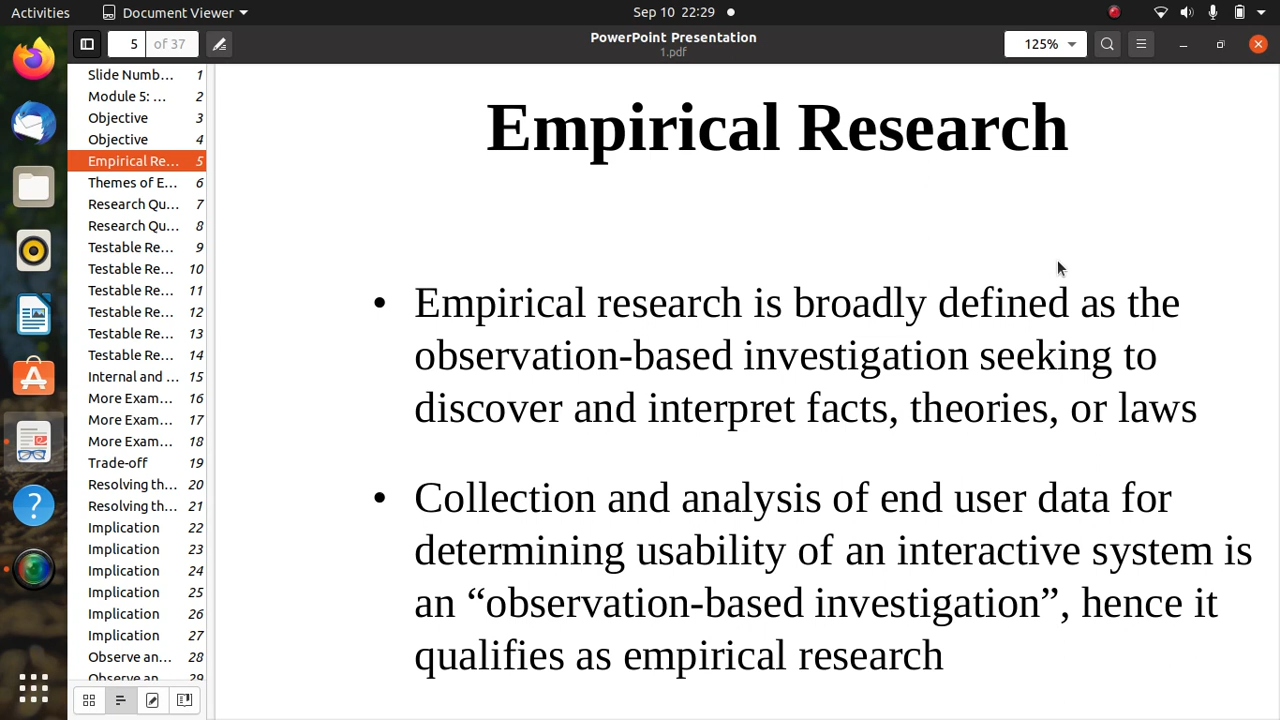 Activities
Document Viewer
Sep 10 22:29
5 of 37
PowerPoint Presentation
1.pdf
125%
Slide Numb... 1
Module 5: ... 2
Objective 3
Objective 4
Empirical Re... 5
Themes of E... 6
Research Qu... 7
Research Qu... 8
Testable Re... 9
Testable Re... 10
Testable Re... 11
Testable Re... 12
Testable Re... 13
Testable Re... 14
Internal and ... 15
More Exam... 16
More Exam... 17
More Exam... 18
Trade-off 19
Resolving th... 20
Resolving th... 21
Implication 22
Implication 23
Implication 24
Implication 25
Implication 26
Implication 27
Observe an... 28
Observe an... 29
Empirical Research
• Empirical research is broadly defined as the
observation-based investigation seeking to
discover and interpret facts, theories, or laws
• Collection and analysis of end user data for
determining usability of an interactive system is
an “observation-based investigation”, hence it
qualifies as empirical research